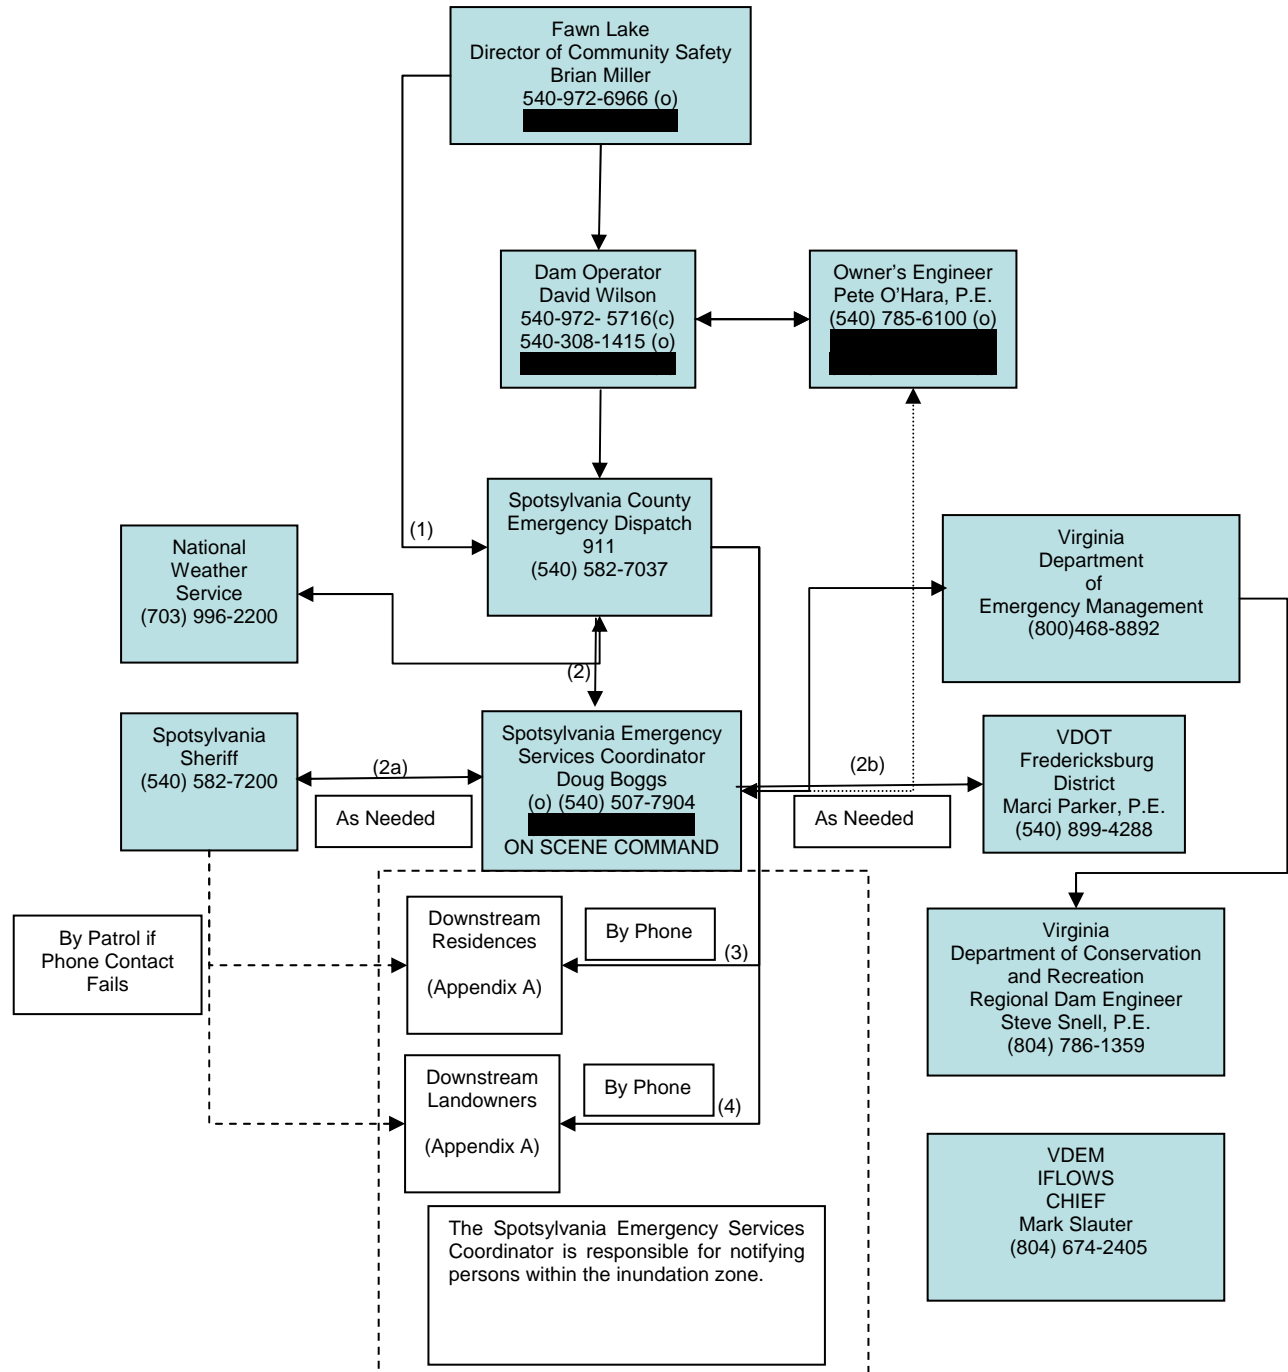 Fawn Lake
Director of Community Safety
Brian Miller
540-972-6966 (o)
Dam Operator
David Wilson
540-972- 5716(c)
540-308-1415 (o)
Owner's Engineer
Pete O'Hara, P.E.
(540) 785-6100 (o)
(1)
Spotsylvania County
Emergency Dispatch
911
(540) 582-7037
National
Weather
Service
(703) 996-2200
Virginia
Department
of
Emergency Management
(800)468-8892
(2)
Spotsylvania
Sheriff
(540) 582-7200
(2a)
As Needed
Spotsylvania Emergency
Services Coordinator
Doug Boggs
(o) (540) 507-7904
ON SCENE COMMAND
(2b)
As Needed
VDOT
Fredericksburg
District
Marci Parker, P.E.
(540) 899-4288
By Patrol if
Phone Contact
Fails
Downstream
Residences
(Appendix A)
By Phone
(3)
Virginia
Department of Conservation
and Recreation
Regional Dam Engineer
Steve Snell, P.E.
(804) 786-1359
Downstream
Landowners
(Appendix A)
By Phone
(4)
VDEM
IFLOWS
CHIEF
Mark Slauter
(804) 674-2405
The Spotsylvania Emergency Services
Coordinator is responsible for notifying
persons within the inundation zone.